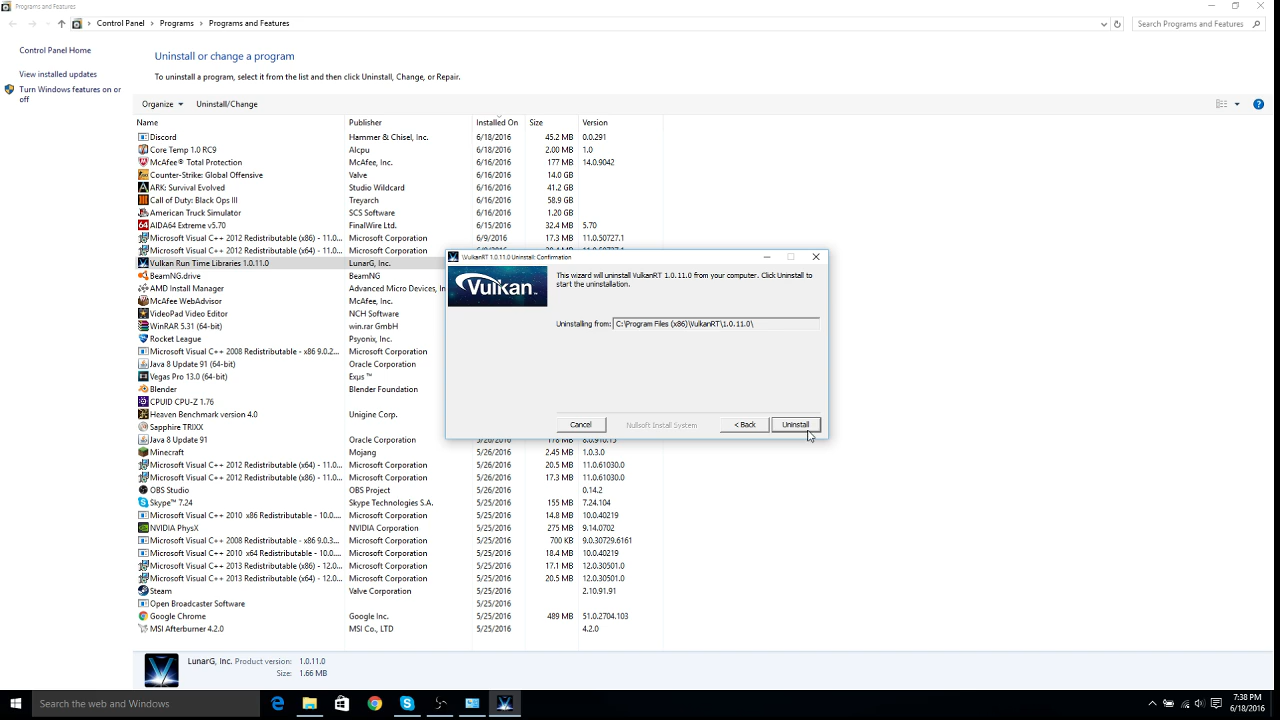 Programs and Features
Control Panel > Programs > Programs and Features
Search Programs and Features
Control Panel Home
View installed updates
Turn Windows features on or
off
Uninstall or change a program
To uninstall a program, select it from the list and then click Uninstall, Change, or Repair.
Organize Uninstall/Change
Name Publisher Installed On Size Version
Discord Hammer & Chisel, Inc. 6/18/2016 45.2 MB 0.0.291
Core Temp 1.0 RC9 Alcpu 6/18/2016 2.00 MB 1.0
McAfee® Total Protection McAfee, Inc. 6/16/2016 177 MB 14.0.9042
Counter-Strike: Global Offensive Valve 6/16/2016 14.0 GB
ARK: Survival Evolved Studio Wildcard 6/16/2016 41.2 GB
Call of Duty: Black Ops III Treyarch 6/16/2016 58.9 GB
American Truck Simulator SCS Software 6/16/2016 1.20 GB
AIDA64 Extreme v5.70 FinalWire Ltd. 6/15/2016 32.4 MB 5.70
Microsoft Visual C++ 2012 Redistributable (x86) - 11.0.... Microsoft Corporation 6/9/2016 17.3 MB 11.0.50727.1
Microsoft Visual C++ 2012 Redistributable (x64) - 11.0.... Microsoft Corporation
Vulkan Run Time Libraries 1.0.11.0 LunarG, Inc.
BeamNG.drive BeamNG
AMD Install Manager Advanced Micro Devices, In
McAfee WebAdvisor McAfee, Inc.
VideoPad Video Editor NCH Software
WinRAR 5.31 (64-bit) win.rar GmbH
Rocket League Psyonix, Inc.
Microsoft Visual C++ 2008 Redistributable - x86 9.0.2... Microsoft Corporation
Java 8 Update 91 (64-bit) Oracle Corporation
Vegas Pro 13.0 (64-bit) Exμs ™
Blender Blender Foundation
CPUID CPU-Z 1.76
Heaven Benchmark version 4.0 Unigine Corp.
Sapphire TRIXX
Java 8 Update 91 Oracle Corporation
Minecraft Mojang 5/26/2016 2.45 MB 1.0.3.0
Microsoft Visual C++ 2012 Redistributable (x64) - 11.0.... Microsoft Corporation 5/26/2016 20.5 MB 11.0.61030.0
Microsoft Visual C++ 2012 Redistributable (x86) - 11.0.... Microsoft Corporation 5/26/2016 17.3 MB 11.0.61030.0
OBS Studio OBS Project 5/26/2016 0.14.2
Skype™ 7.24 Skype Technologies S.A. 5/25/2016 155 MB 7.24.104
Microsoft Visual C++ 2010 x86 Redistributable - 10.0.... Microsoft Corporation 5/25/2016 14.8 MB 10.0.40219
NVIDIA PhysX NVIDIA Corporation 5/25/2016 275 MB 9.14.0702
Microsoft Visual C++ 2008 Redistributable - x86 9.0.3... Microsoft Corporation 5/25/2016 700 KB 9.0.30729.6161
Microsoft Visual C++ 2010 x64 Redistributable - 10.0.... Microsoft Corporation 5/25/2016 18.4 MB 10.0.40219
Microsoft Visual C++ 2013 Redistributable (x86) - 12.0... Microsoft Corporation 5/25/2016 17.1 MB 12.0.30501.0
Microsoft Visual C++ 2013 Redistributable (x64) - 12.0... Microsoft Corporation 5/25/2016 20.5 MB 12.0.30501.0
Steam Valve Corporation 5/25/2016 2.10.91.91
Open Broadcaster Software 5/25/2016
Google Chrome Google Inc. 5/25/2016 489 MB 51.0.2704.103
MSI Afterburner 4.2.0 MSI Co., LTD 5/25/2016 4.2.0
VulkanRT 1.0.11.0 Uninstall: Confirmation
Vulkan™
This wizard will uninstall VulkanRT 1.0.11.0 from your computer. Click Uninstall to
start the uninstallation.
Uninstalling from: C:\Program Files (x86)\VulkanRT\1.0.11.0\
Cancel Nullsoft Install System < Back Uninstall
LunarG, Inc. Product version: 1.0.11.0
Size: 1.66 MB
Search the web and Windows
7:38 PM
6/18/2016